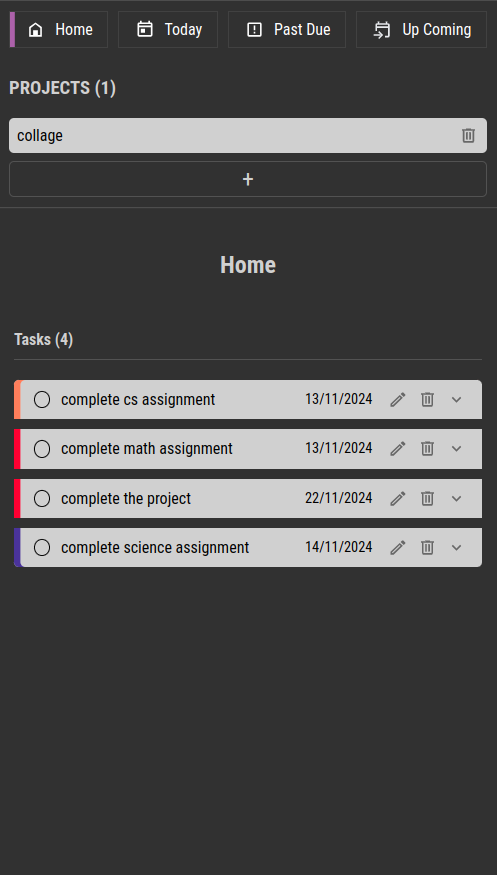 Home Today Past Due Up Coming
PROJECTS (1)
collage
+
Home
Tasks (4)
complete cs assignment 13/11/2024
complete math assignment 13/11/2024
complete the project 22/11/2024
complete science assignment 14/11/2024